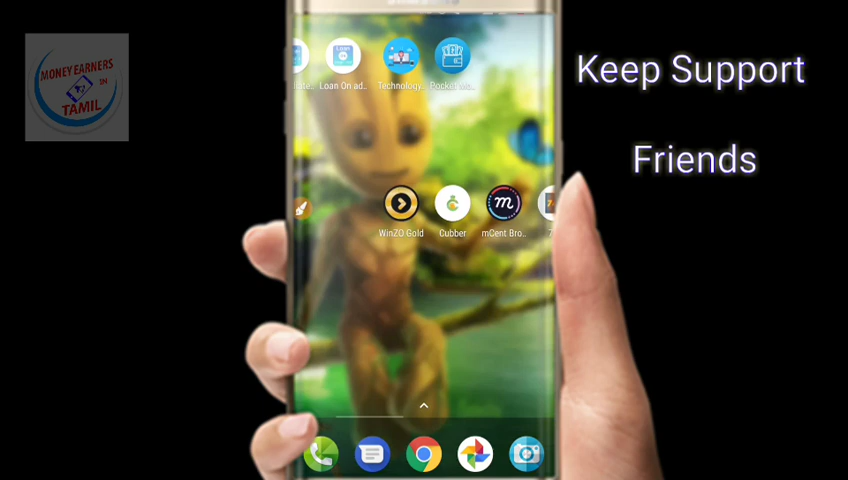 MONEY EARNERS
IN
TAMIL
Keep Support
Friends
Loan On ad..
Technology..
WinZO Gold
Cubber
mCent Bro..